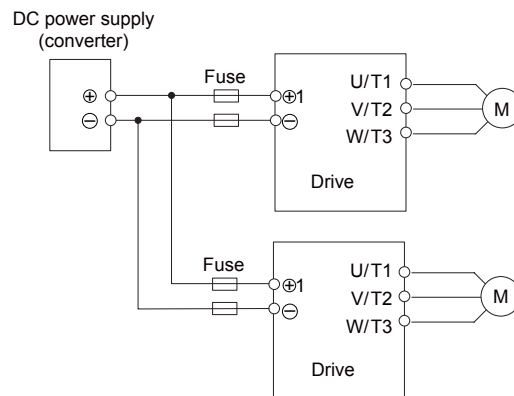 DC power supply
(converter)
Fuse
⊕
⊖
⊕1
⊖
U/T1
V/T2
W/T3
M
Drive
Fuse
⊕1
⊖
U/T1
V/T2
W/T3
M
Drive